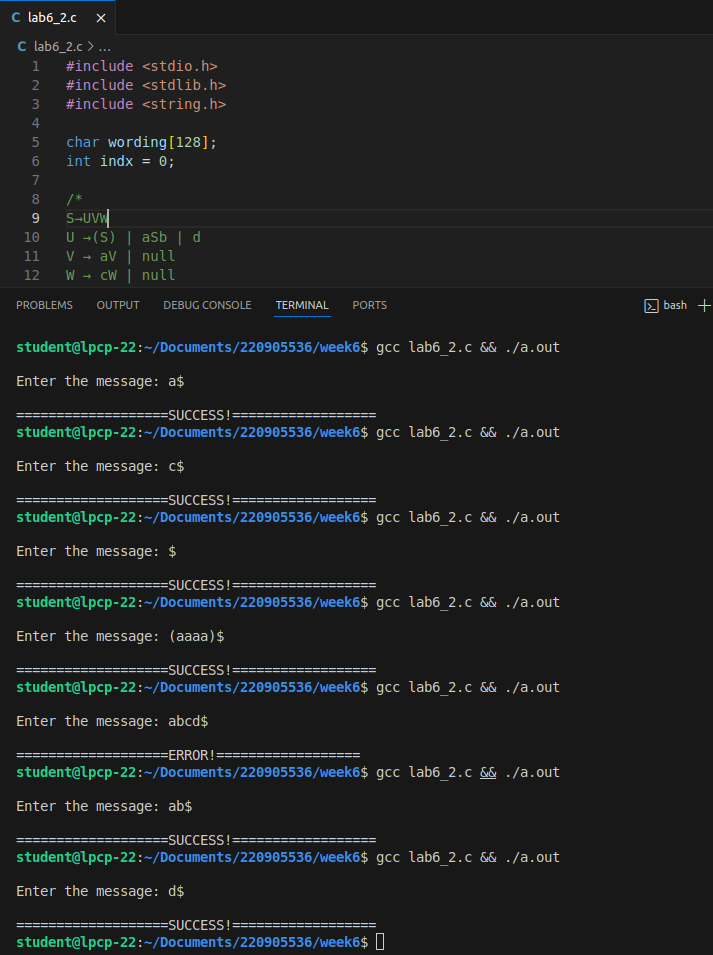 C lab6_2.c ×
C lab6_2.c > ...
1 #include <stdio.h>
2 #include <stdlib.h>
3 #include <string.h>
4
5 char wording[128];
6 int indx = 0;
7
8 /*
9 S→UVW
10 U →(S) | aSb | d
11 V → aV | null
12 W → cW | null
PROBLEMS OUTPUT DEBUG CONSOLE TERMINAL PORTS bash +
student@lpcp-22:~/Documents/220905536/week6$ gcc lab6_2.c && ./a.out
Enter the message: a$
===================SUCCESS!==================
student@lpcp-22:~/Documents/220905536/week6$ gcc lab6_2.c && ./a.out
Enter the message: c$
===================SUCCESS!==================
student@lpcp-22:~/Documents/220905536/week6$ gcc lab6_2.c && ./a.out
Enter the message: $
===================SUCCESS!==================
student@lpcp-22:~/Documents/220905536/week6$ gcc lab6_2.c && ./a.out
Enter the message: (aaaa)$
===================SUCCESS!==================
student@lpcp-22:~/Documents/220905536/week6$ gcc lab6_2.c && ./a.out
Enter the message: abcd$
===================ERROR!==================
student@lpcp-22:~/Documents/220905536/week6$ gcc lab6_2.c && ./a.out
Enter the message: ab$
===================SUCCESS!==================
student@lpcp-22:~/Documents/220905536/week6$ gcc lab6_2.c && ./a.out
Enter the message: d$
===================SUCCESS!==================
student@lpcp-22:~/Documents/220905536/week6$